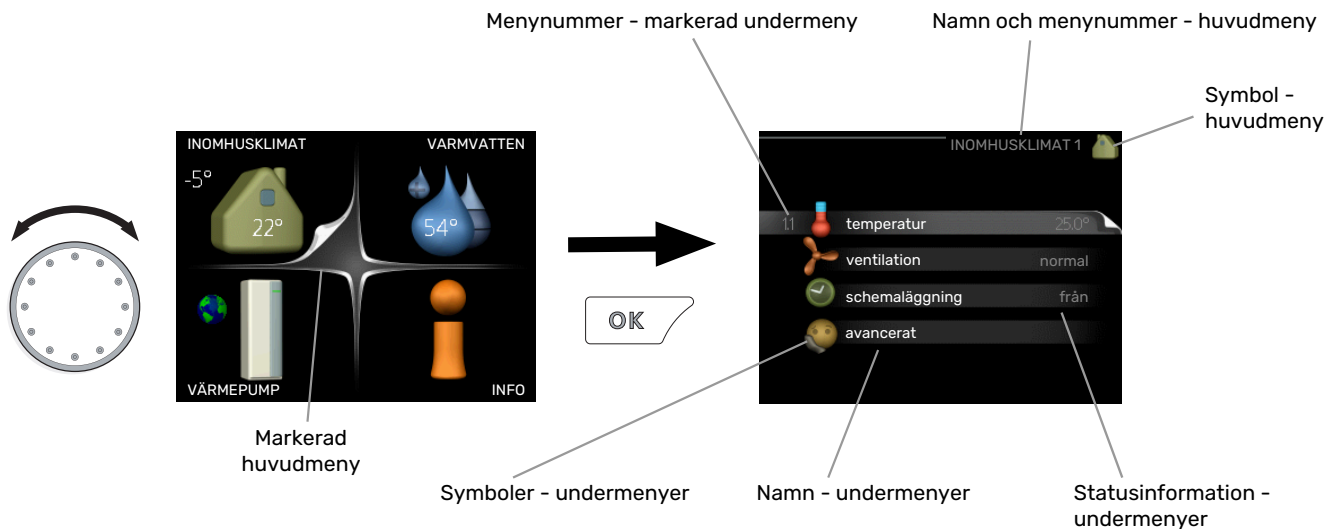 Menynummer - markerad undermeny
Namn och menynummer - huvudmeny
Symbol -
huvudmeny
INOMHUSKLIMAT
VARMVATTEN
-5°
22°
54°
VÄRMEPUMP
INFO
OK
INOMHUSKLIMAT 1
1.1
temperatur
25.0°
ventilation
normal
schemaläggning
från
avancerat
Markerad
huvudmeny
Symboler - undermenyer
Namn - undermenyer
Statusinformation -
undermenyer